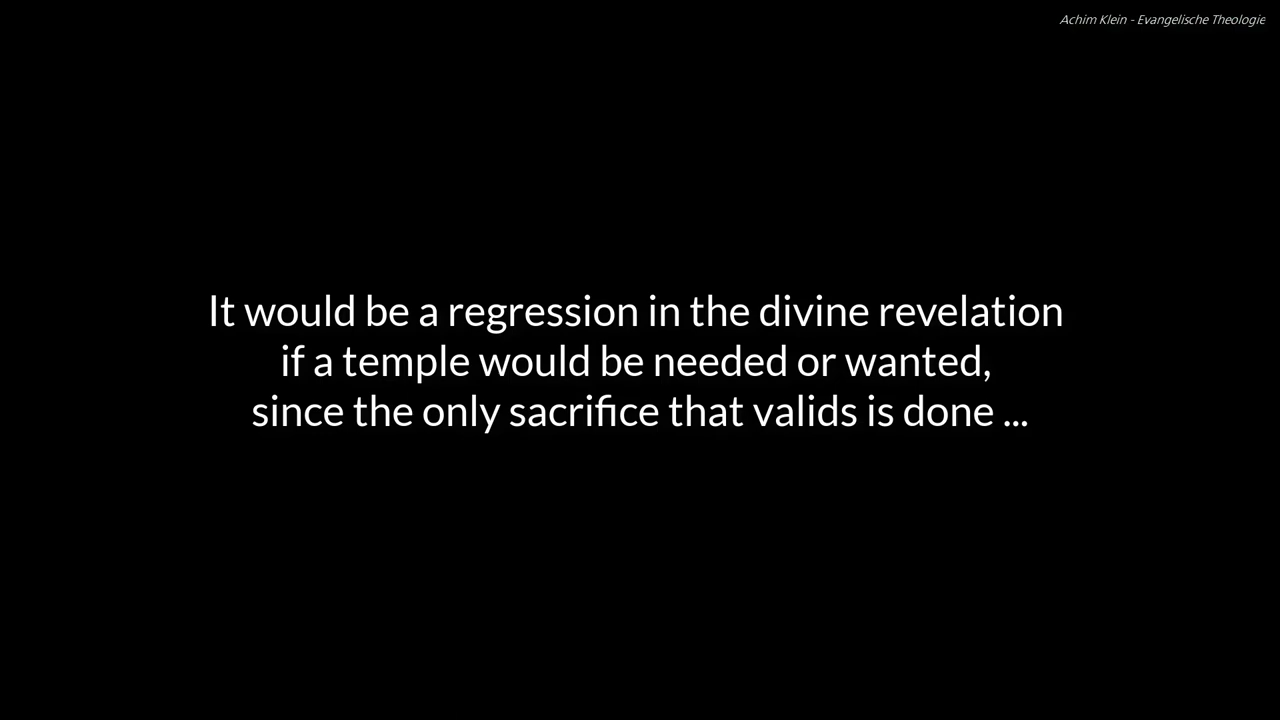 Achim Klein - Evangelische Theologie
It would be a regression in the divine revelation
if a temple would be needed or wanted,
since the only sacrifice that valids is done ...